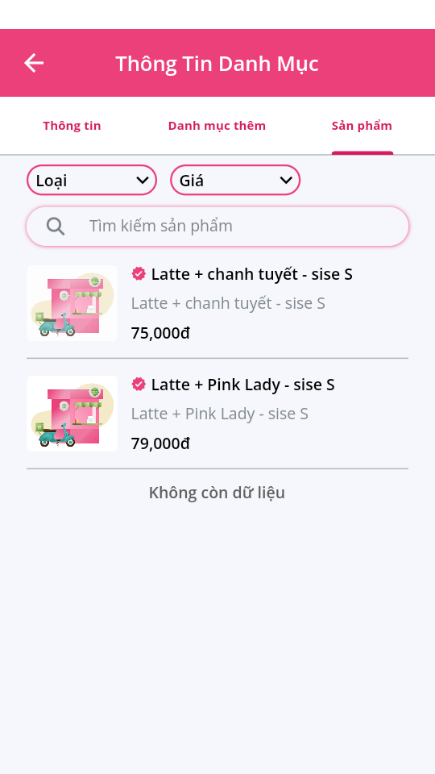 Thông Tin Danh Mục
Thông tin
Danh mục thêm
Sản phẩm
Loại
Giá
Tìm kiếm sản phẩm
Latte + chanh tuyết - sise S
Latte + chanh tuyết - sise S
75,000đ
Latte + Pink Lady - sise S
Latte + Pink Lady - sise S
79,000đ
Không còn dữ liệu